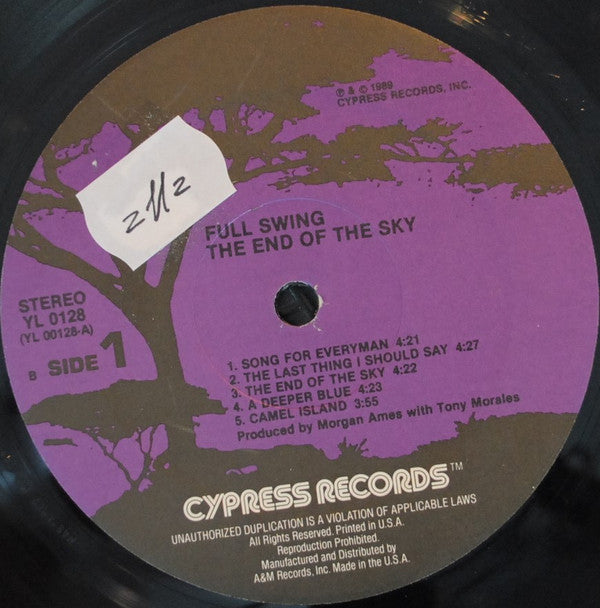 ℗ & © 1989
CYPRESS RECORDS, INC.
FULL SWING
THE END OF THE SKY
STEREO
YL 0128
(YL 00128-A)
B SIDE 1
1. SONG FOR EVERYMAN 4:21
2. THE LAST THING I SHOULD SAY 4:27
3. THE END OF THE SKY 4:22
4. A DEEPER BLUE 4:23
5. CAMEL ISLAND 3:55
Produced by Morgan Ames with Tony Morales
CYPRESS RECORDS™
UNAUTHORIZED DUPLICATION IS A VIOLATION OF APPLICABLE LAWS
All Rights Reserved. Printed in U.S.A.
Reproduction Prohibited.
Manufactured and Distributed by
A&M Records, Inc. Made in the U.S.A.